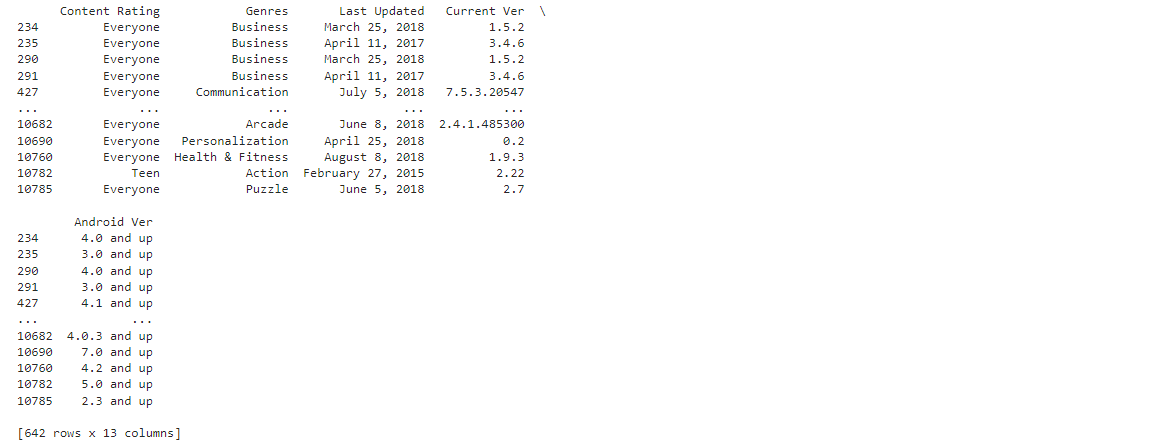 Content Rating            Genres       Last Updated   Current Ver  \
234         Everyone          Business     March 25, 2018         1.5.2
235         Everyone          Business     April 11, 2017         3.4.6
290         Everyone          Business     March 25, 2018         1.5.2
291         Everyone          Business     April 11, 2017         3.4.6
427         Everyone     Communication       July 5, 2018   7.5.3.20547
...              ...               ...                ...           ...
10682       Everyone            Arcade       June 8, 2018  2.4.1.485300
10690       Everyone   Personalization     April 25, 2018           0.2
10760       Everyone  Health & Fitness     August 8, 2018         1.9.3
10782           Teen            Action  February 27, 2015          2.22
10785       Everyone            Puzzle       June 5, 2018           2.7

        Android Ver
234      4.0 and up
235      3.0 and up
290      4.0 and up
291      3.0 and up
427      4.1 and up
...             ...
10682  4.0.3 and up
10690    7.0 and up
10760    4.2 and up
10782    5.0 and up
10785    2.3 and up

[642 rows x 13 columns]